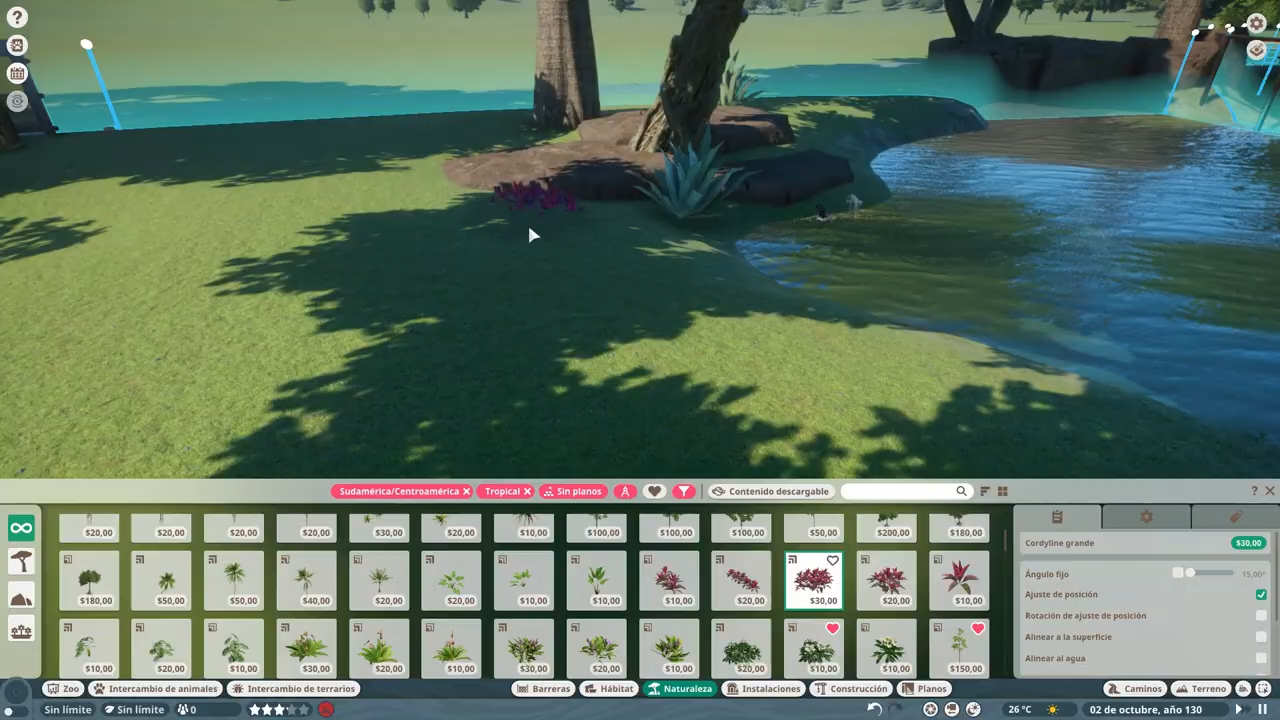 Sudamérica/Centroamérica ×
Tropical ×
Sin planos
Contenido descargable
? ×
$20,00 $20,00 $20,00 $20,00 $30,00 $20,00 $10,00 $100,00 $100,00 $100,00 $50,00 $200,00 $180,00
$180,00 $50,00 $50,00 $40,00 $20,00 $20,00 $10,00 $10,00 $10,00 $20,00 $30,00 $20,00 $10,00
$10,00 $20,00 $20,00 $30,00 $20,00 $10,00 $30,00 $20,00 $10,00 $20,00 $10,00 $10,00 $150,00
Cordyline grande $30,00
Ángulo fijo 15,00°
Ajuste de posición
Rotación de ajuste de posición
Alinear a la superficie
Alinear al agua
Zoo Intercambio de animales Intercambio de terrarios Barreras Hábitat Naturaleza Instalaciones Construcción Planos Caminos Terreno
Sin límite Sin límite 0 26 °C 02 de octubre, año 130